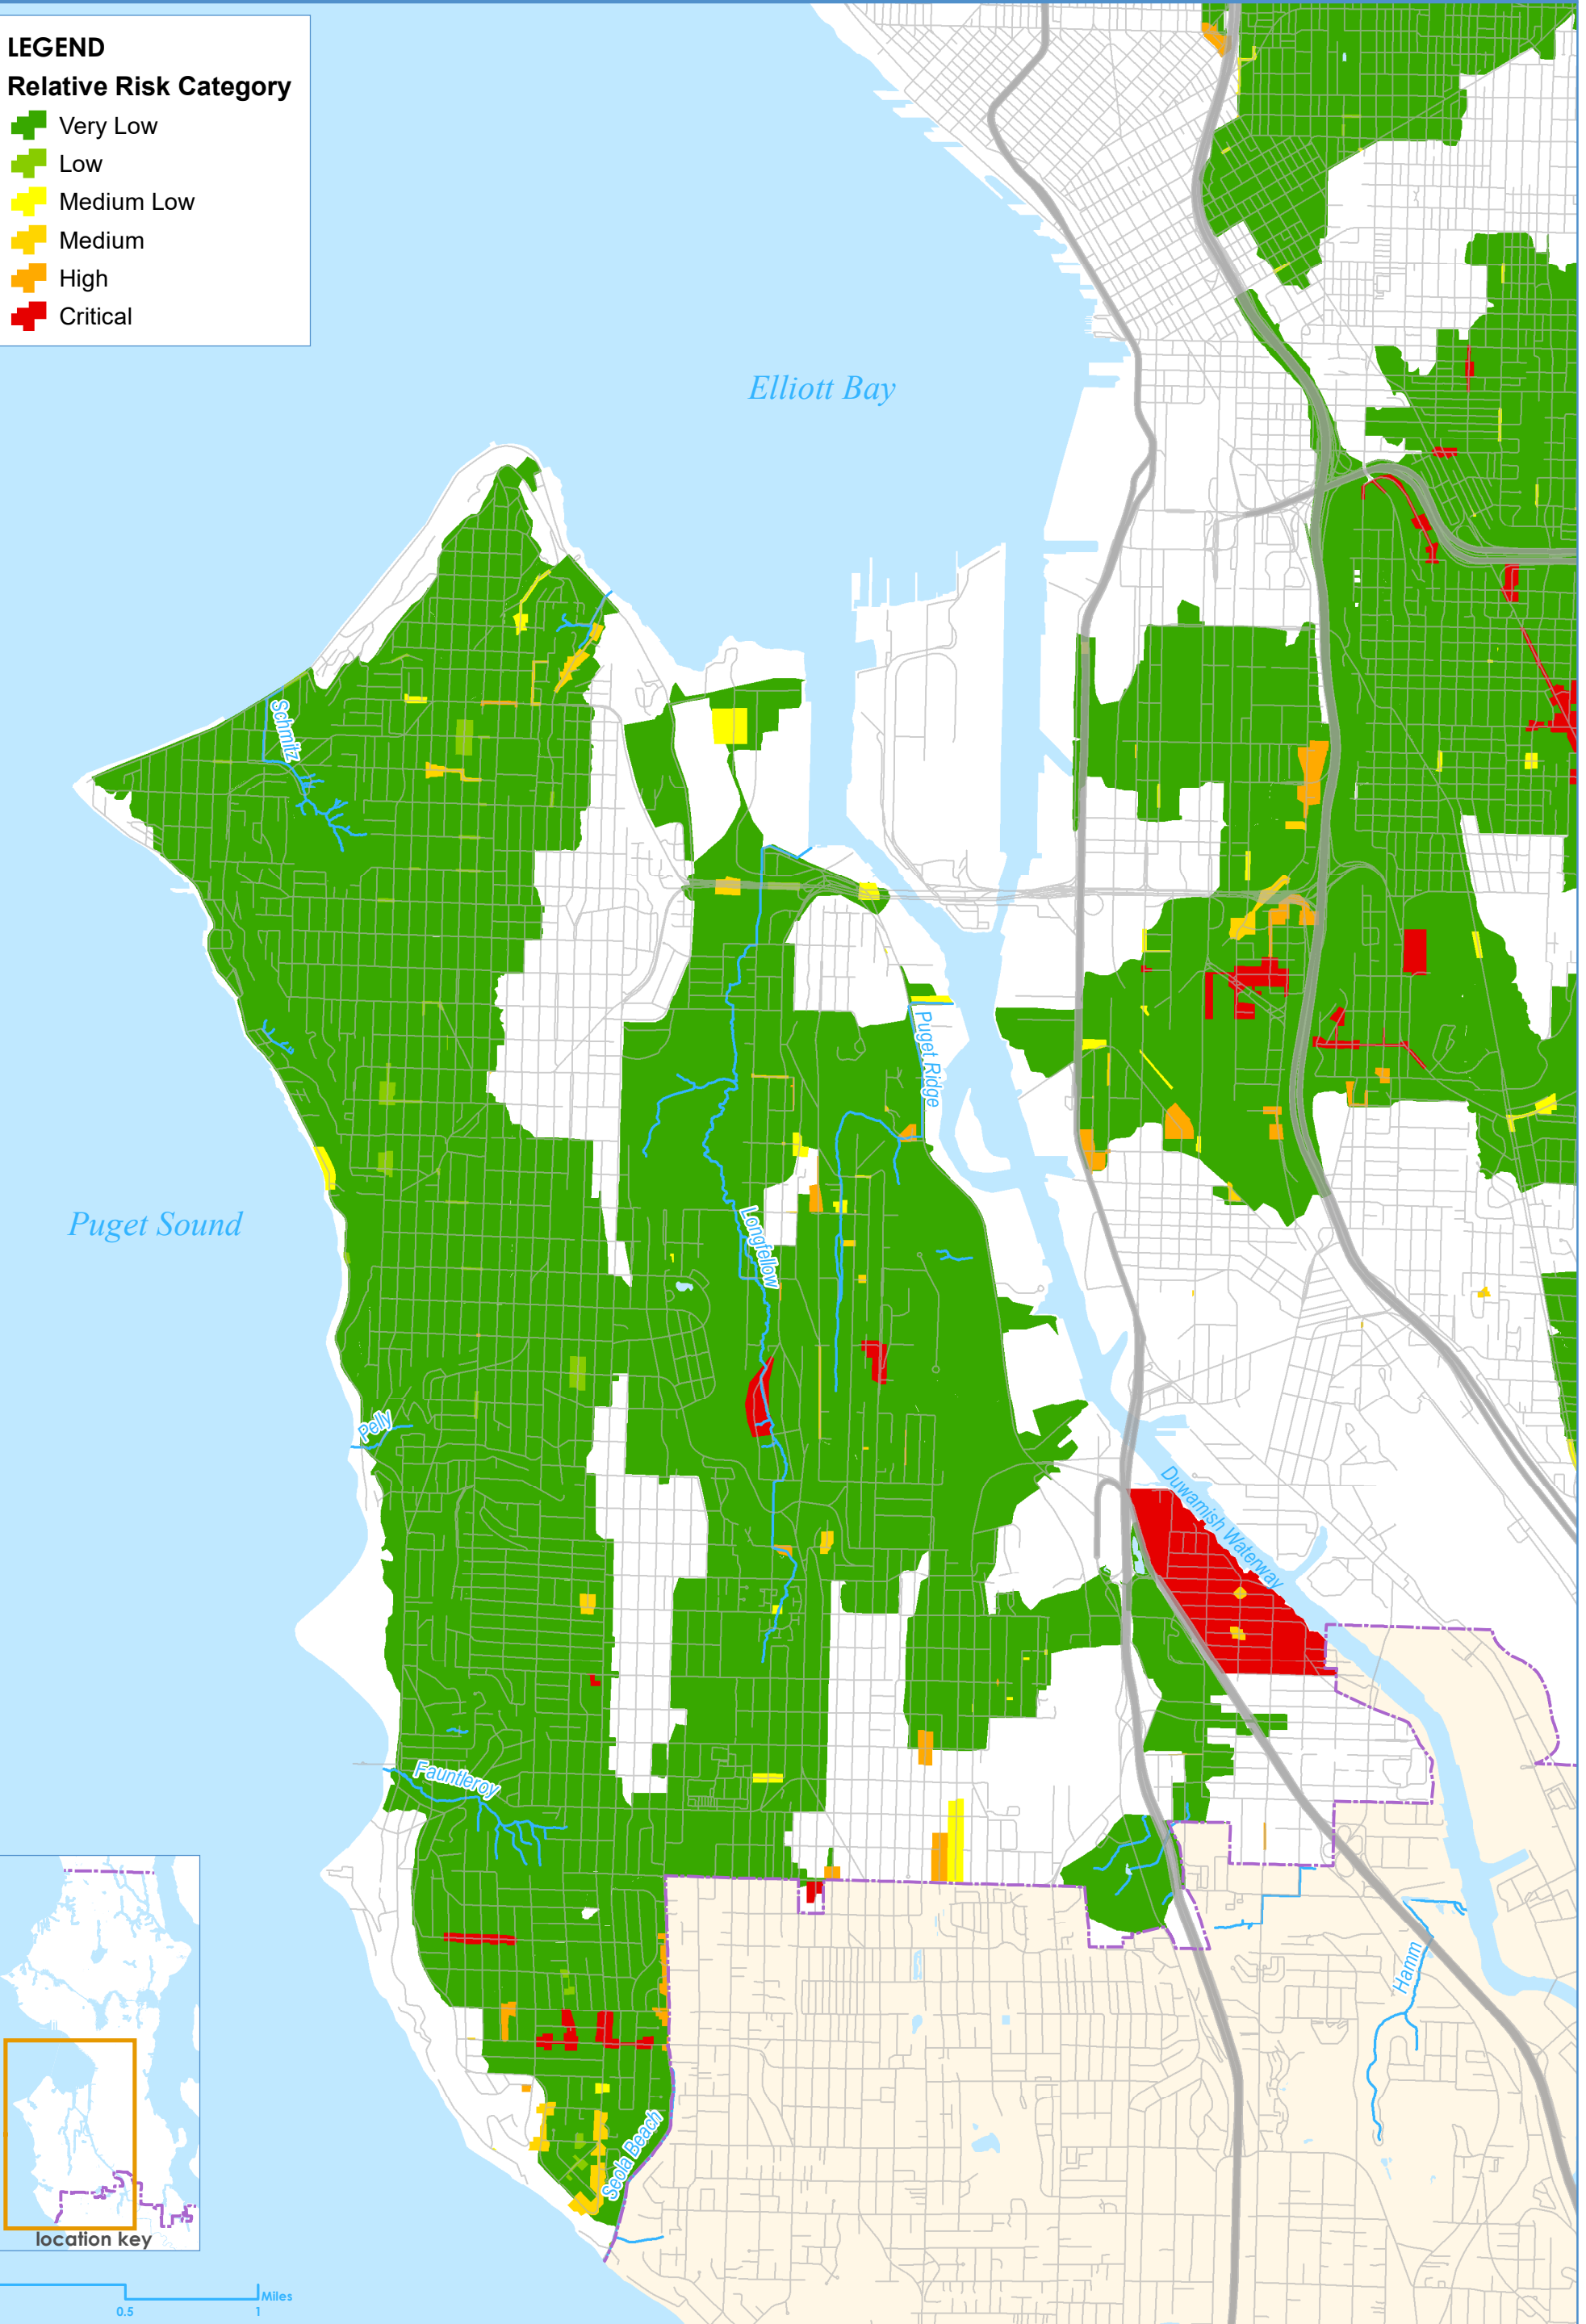 LEGEND
Relative Risk Category
Very Low
Low
Medium Low
Medium
High
Critical
Elliott Bay
Schmitz
Puget Ridge
Puget Sound
Longfellow
Pelly
Duwamish Waterway
Fauntleroy
Hamm
Seola Beach
location key
Miles
0.5
1